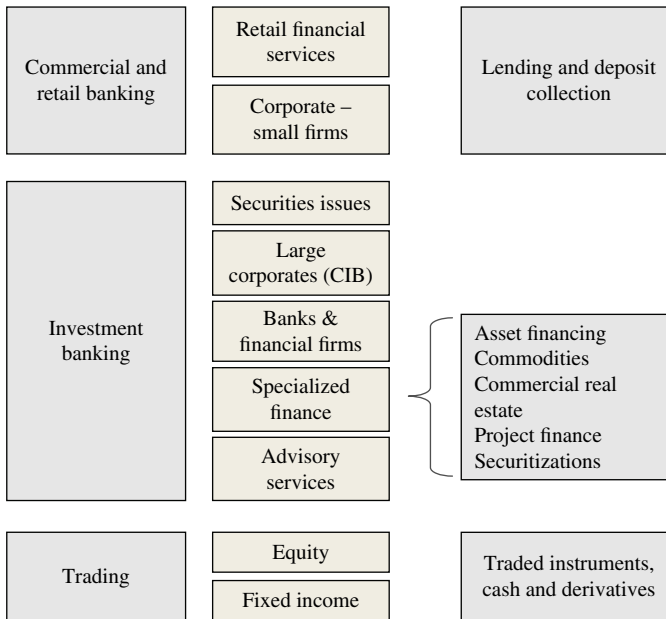 Commercial and
retail banking
Retail financial
services
Corporate –
small firms
Lending and deposit
collection
Investment
banking
Securities issues
Large
corporates (CIB)
Banks &
financial firms
Specialized
finance
Advisory
services
Asset financing
Commodities
Commercial real
estate
Project finance
Securitizations
Trading
Equity
Fixed income
Traded instruments,
cash and derivatives